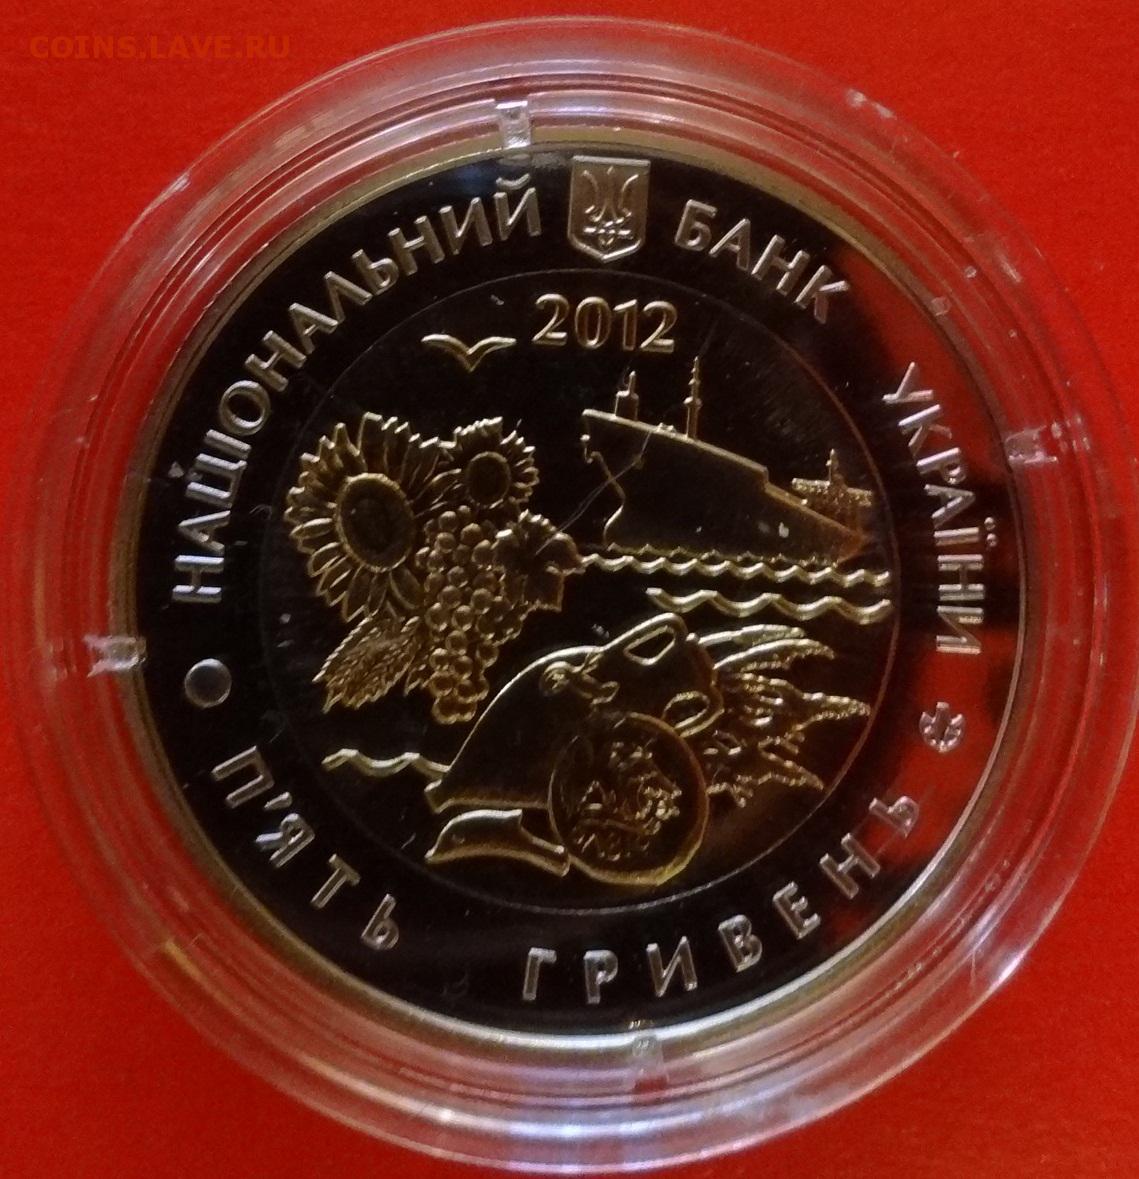 COINS.LAVE.RU
НАЦІОНАЛЬНИЙ БАНК УКРАЇНИ
2012
П'ЯТЬ ГРИВЕНЬ